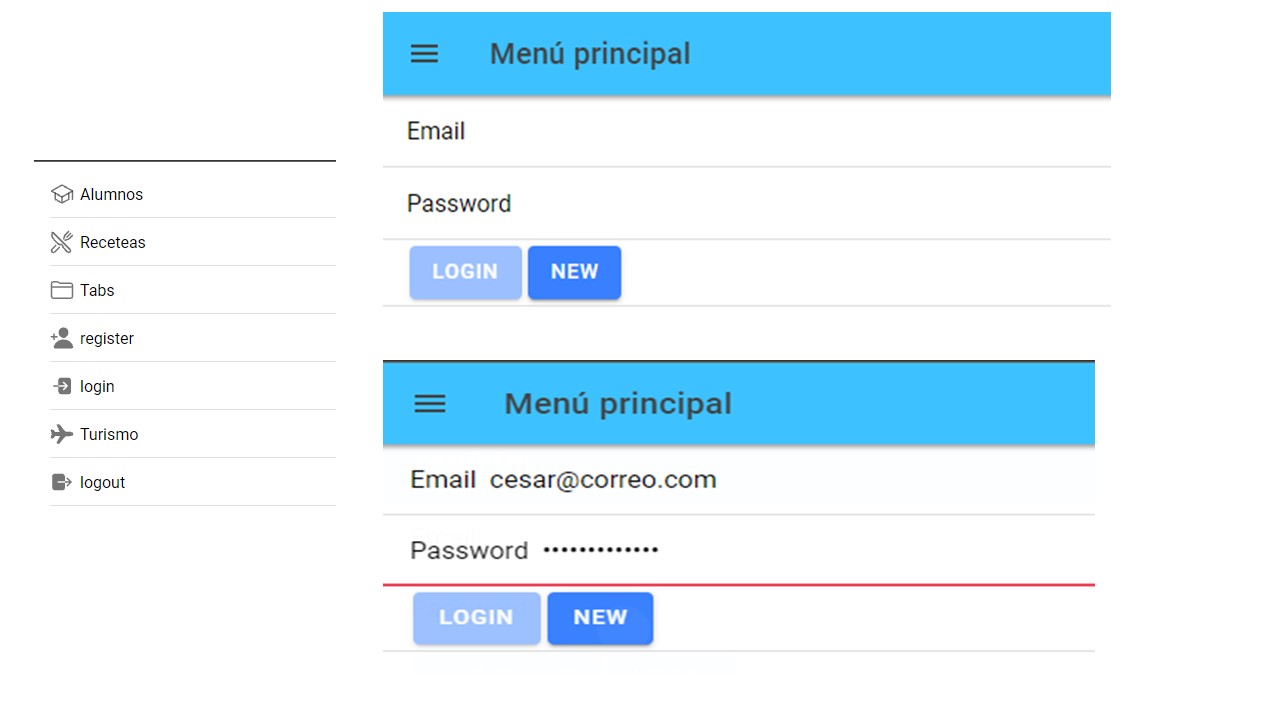 Alumnos
Receteas
Tabs
register
login
Turismo
logout
Menú principal
Email
Password
LOGIN NEW
Menú principal
Email cesar@correo.com
Password •••••••••••••
LOGIN NEW